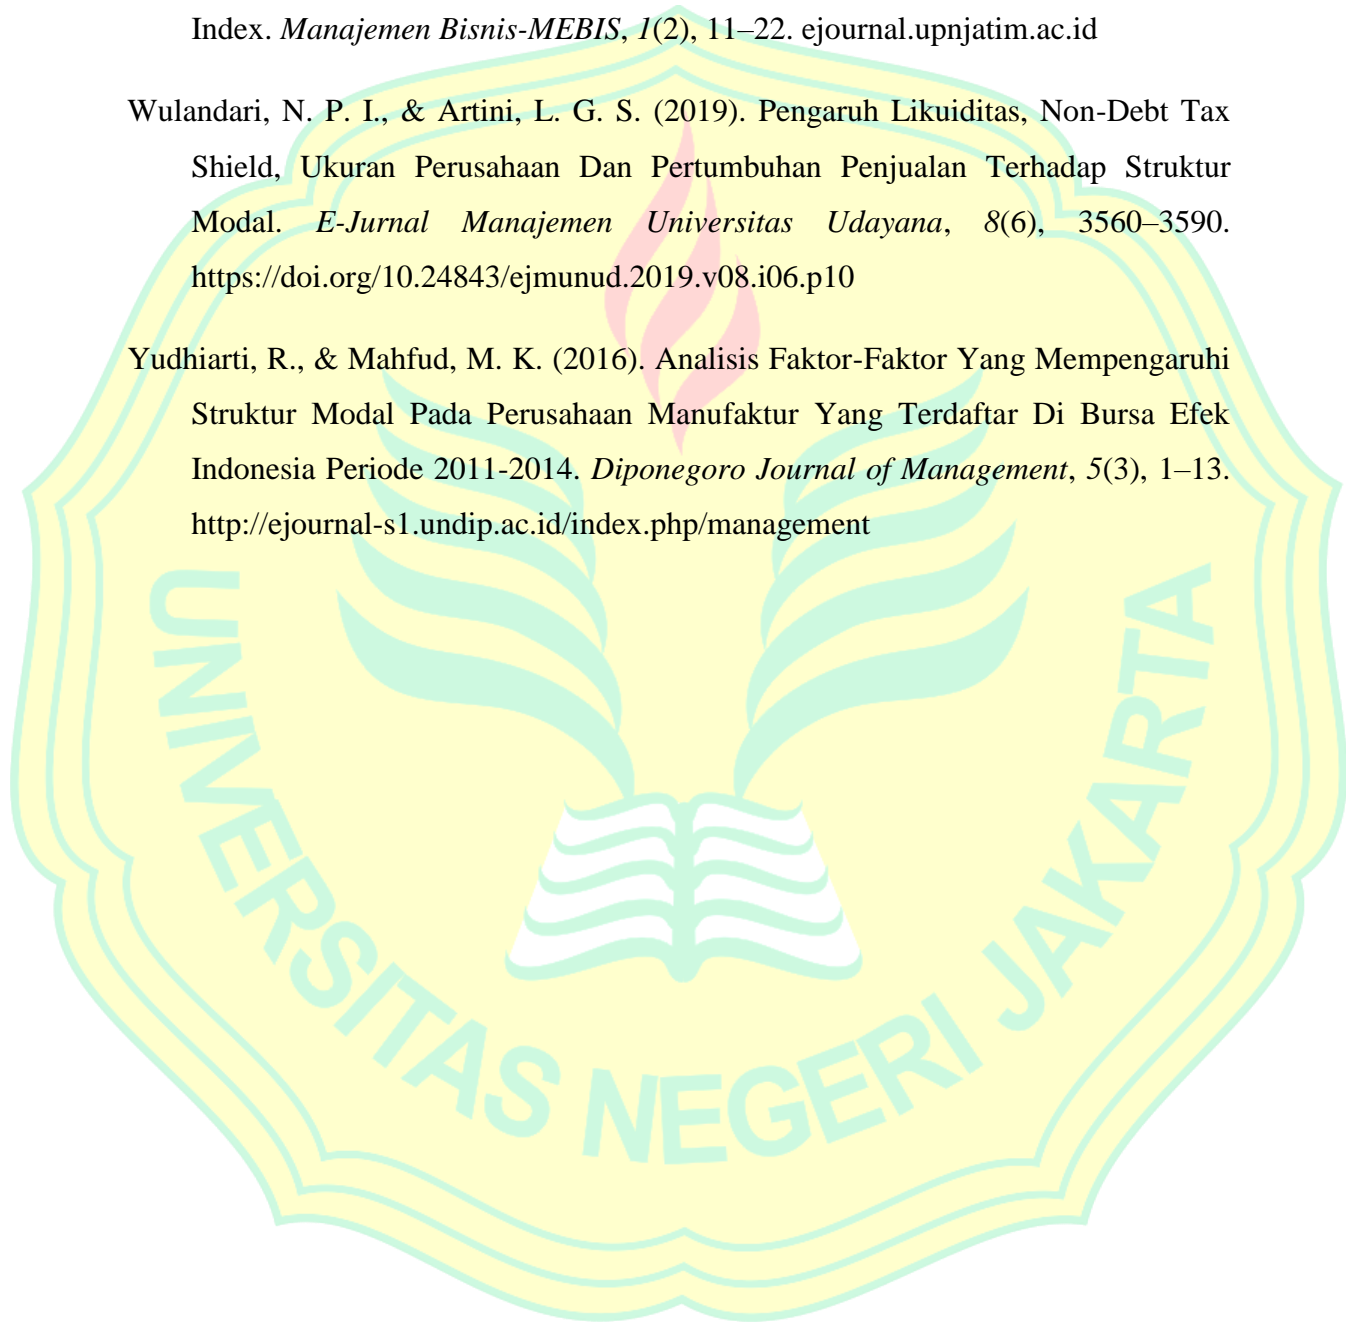 Index. Manajemen Bisnis-MEBIS, 1(2), 11–22. ejournal.upnjatim.ac.id
Wulandari, N. P. I., & Artini, L. G. S. (2019). Pengaruh Likuiditas, Non-Debt Tax
Shield, Ukuran Perusahaan Dan Pertumbuhan Penjualan Terhadap Struktur
Modal. E-Jurnal Manajemen Universitas Udayana, 8(6), 3560–3590.
https://doi.org/10.24843/ejmunud.2019.v08.i06.p10
Yudhiarti, R., & Mahfud, M. K. (2016). Analisis Faktor-Faktor Yang Mempengaruhi
Struktur Modal Pada Perusahaan Manufaktur Yang Terdaftar Di Bursa Efek
Indonesia Periode 2011-2014. Diponegoro Journal of Management, 5(3), 1–13.
http://ejournal-s1.undip.ac.id/index.php/management
UNIVERSITAS NEGERI JAKARTA